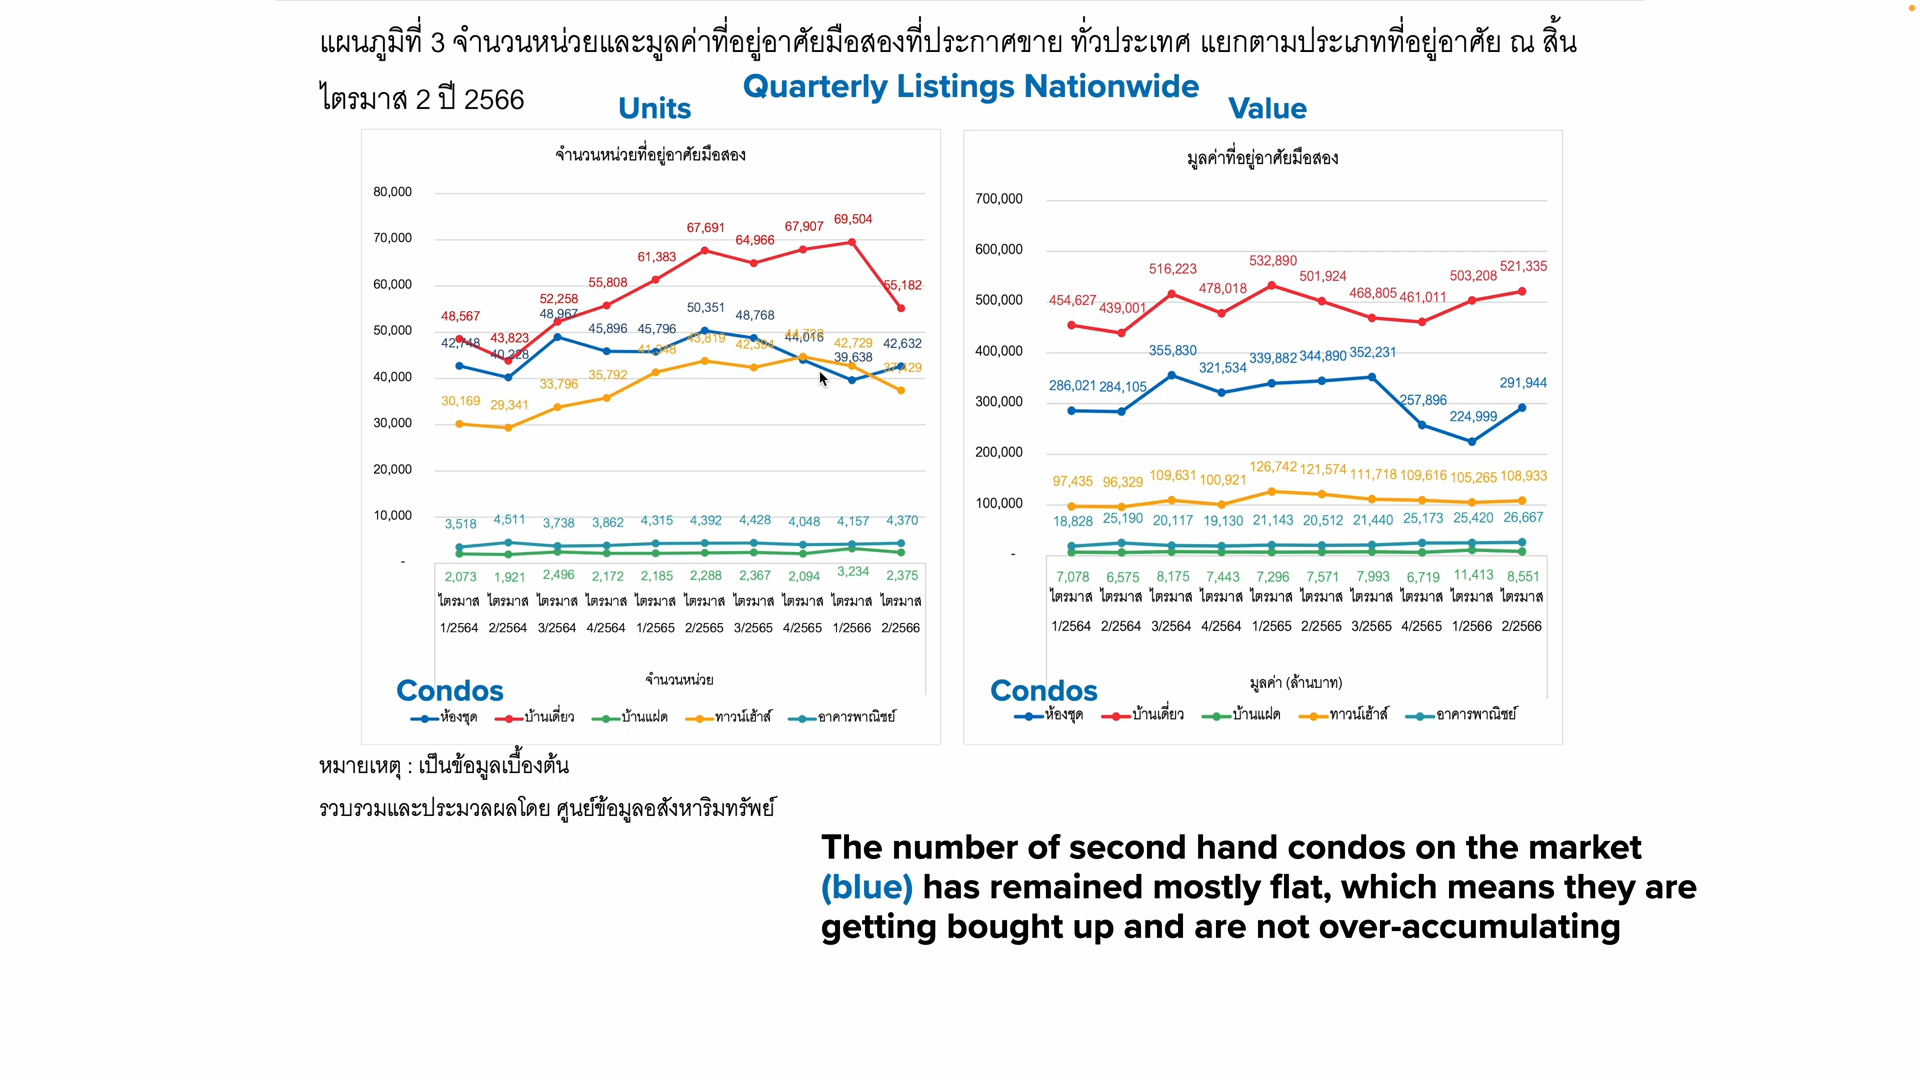 แผนภูมิที่ 3 จำนวนหน่วยและมูลค่าที่อยู่อาศัยมือสองที่ประกาศขาย ทั่วประเทศ แยกตามประเภทที่อยู่อาศัย ณ สิ้น
ไตรมาส 2 ปี 2566
Quarterly Listings Nationwide
Units
จำนวนหน่วยที่อยู่อาศัยมือสอง
80,000
70,000
60,000
50,000
40,000
30,000
20,000
10,000
-
48,567 43,823 52,258 55,808 61,383 67,691 64,966 67,907 69,504 55,182
42,748 40,228 48,967 45,896 45,796 50,351 48,768 44,016 39,638 42,632
30,169 29,341 33,796 35,792 42,729
3,518 4,511 3,738 3,862 4,315 4,392 4,428 4,048 4,157 4,370
2,073 1,921 2,496 2,172 2,185 2,288 2,367 2,094 3,234 2,375
ไตรมาส ไตรมาส ไตรมาส ไตรมาส ไตรมาส ไตรมาส ไตรมาส ไตรมาส ไตรมาส ไตรมาส
1/2564 2/2564 3/2564 4/2564 1/2565 2/2565 3/2565 4/2565 1/2566 2/2566
จำนวนหน่วย
Condos
ห้องชุด บ้านเดี่ยว บ้านแฝด ทาวน์เฮ้าส์ อาคารพาณิชย์
Value
มูลค่าที่อยู่อาศัยมือสอง
700,000
600,000
500,000
400,000
300,000
200,000
100,000
-
454,627 439,001 516,223 478,018 532,890 501,924 468,805 461,011 503,208 521,335
286,021 284,105 355,830 321,534 339,882 344,890 352,231 257,896 224,999 291,944
97,435 96,329 109,631 100,921 126,742 121,574 111,718 109,616 105,265 108,933
18,828 25,190 20,117 19,130 21,143 20,512 21,440 25,173 25,420 26,667
7,078 6,575 8,175 7,443 7,296 7,571 7,993 6,719 11,413 8,551
ไตรมาส ไตรมาส ไตรมาส ไตรมาส ไตรมาส ไตรมาส ไตรมาส ไตรมาส ไตรมาส ไตรมาส
1/2564 2/2564 3/2564 4/2564 1/2565 2/2565 3/2565 4/2565 1/2566 2/2566
มูลค่า (ล้านบาท)
Condos
ห้องชุด บ้านเดี่ยว บ้านแฝด ทาวน์เฮ้าส์ อาคารพาณิชย์
หมายเหตุ : เป็นข้อมูลเบื้องต้น
รวบรวมและประมวลผลโดย ศูนย์ข้อมูลอสังหาริมทรัพย์
The number of second hand condos on the market
(blue) has remained mostly flat, which means they are
getting bought up and are not over-accumulating